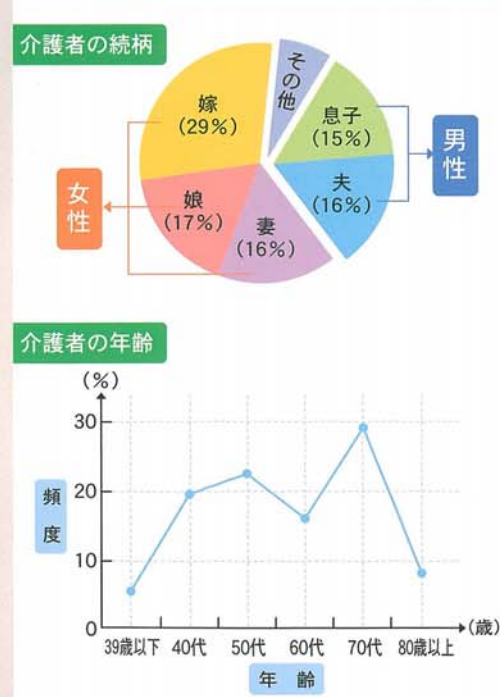 介護者の続柄
その他
嫁
(29%)
息子
(15%)
男性
女性
娘
(17%)
夫
(16%)
妻
(16%)
介護者の年齢
(%)
30
20
10
0
頻度
39歳以下 40代 50代 60代 70代 80歳以上 (歳)
年 齢